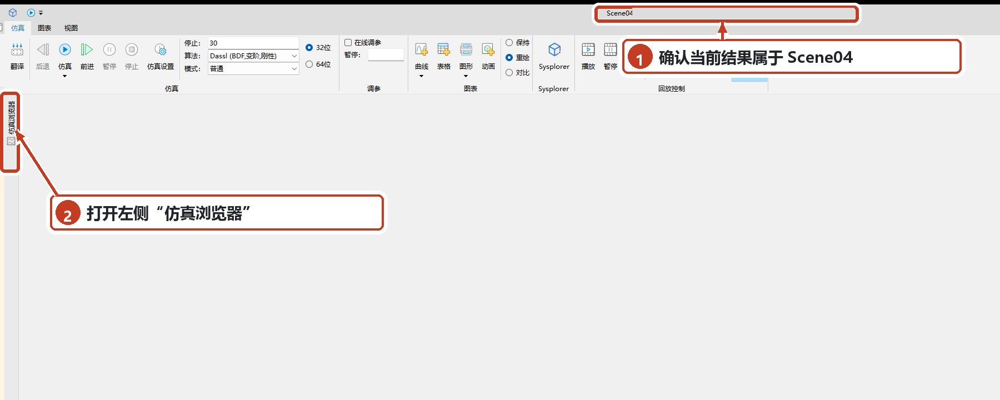 Scene04
仿真 图表 视图
翻译 后退 仿真 前进 暂停 停止 仿真设置
停止: 30
算法: Dassl (BDF,变阶,刚性)
模式: 普通
32位
64位
仿真
在线调参
暂停:
调参
曲线 表格 图形 动画
保持
重绘
对比
图表
Sysplorer
Sysplorer
播放 暂停
回放控制
1 确认当前结果属于 Scene04
仿真浏览器
2 打开左侧“仿真浏览器”